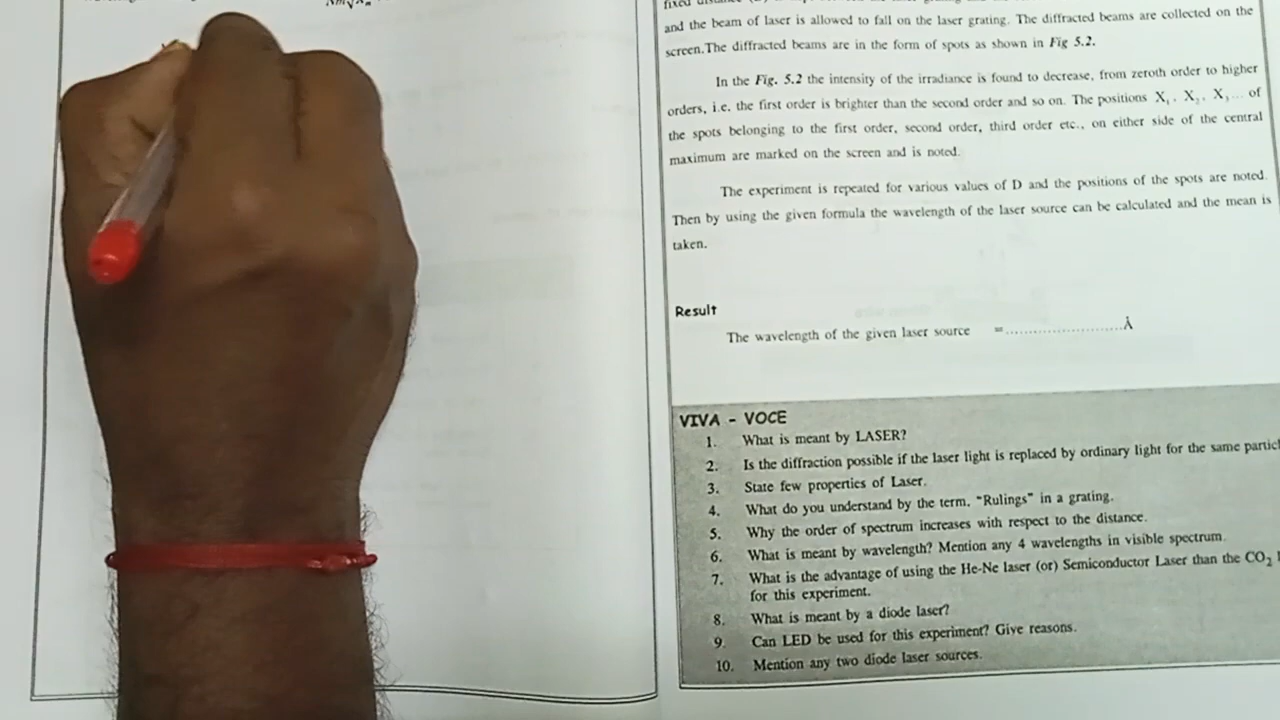 and the beam of laser is allowed to fall on the laser grating. The diffracted beams are collected on the
screen.The diffracted beams are in the form of spots as shown in Fig 5.2.
In the Fig. 5.2 the intensity of the irradiance is found to decrease, from zeroth order to higher
orders, i.e. the first order is brighter than the second order and so on. The positions X₁, X₂, X₃... of
the spots belonging to the first order, second order, third order etc., on either side of the central
maximum are marked on the screen and is noted.
The experiment is repeated for various values of D and the positions of the spots are noted.
Then by using the given formula the wavelength of the laser source can be calculated and the mean is
taken.
Result
The wavelength of the given laser source = ........................Å
VIVA - VOCE
1. What is meant by LASER?
2. Is the diffraction possible if the laser light is replaced by ordinary light for the same
3. State few properties of Laser.
4. What do you understand by the term, "Rulings" in a grating.
5. Why the order of spectrum increases with respect to the distance.
6. What is meant by wavelength? Mention any 4 wavelengths in visible spectrum.
7. What is the advantage of using the He-Ne laser (or) Semiconductor Laser than the CO₂
for this experiment.
8. What is meant by a diode laser?
9. Can LED be used for this experiment? Give reasons.
10. Mention any two diode laser sources.